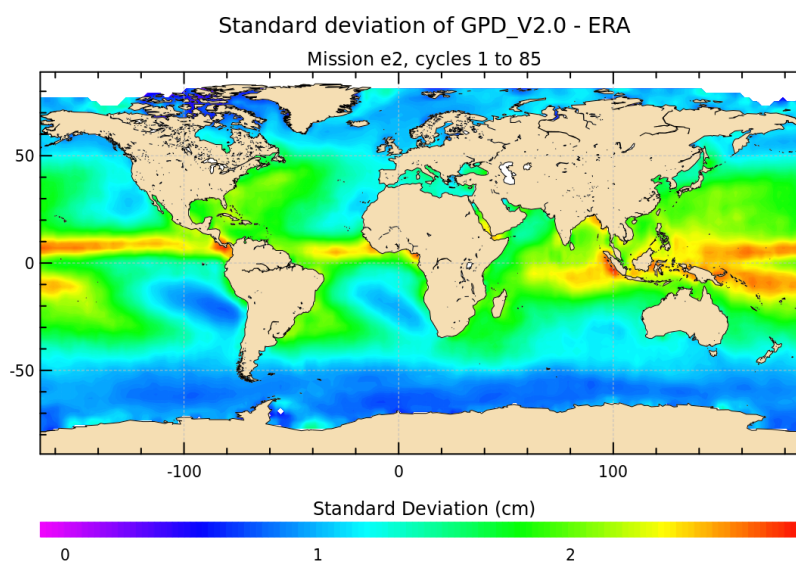 Standard deviation of GPD_V2.0 - ERA
Mission e2, cycles 1 to 85
50
0
-50
-100 0 100
Standard Deviation (cm)
0 1 2